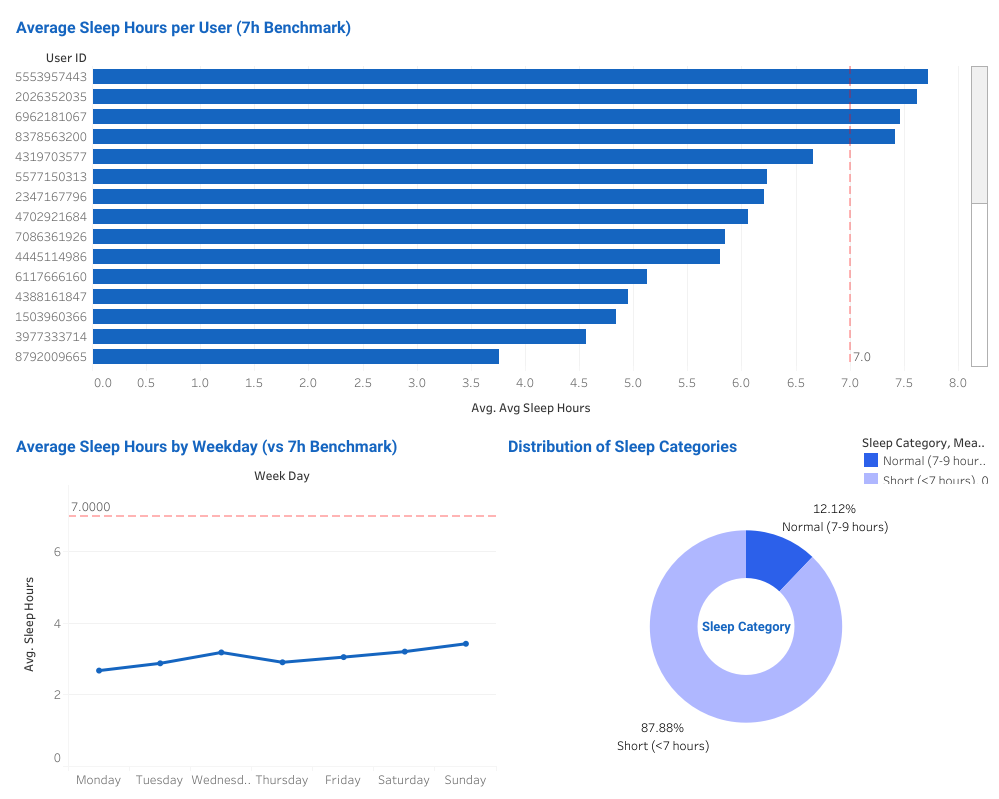 Average Sleep Hours per User (7h Benchmark)
User ID
5553957443
2026352035
6962181067
8378563200
4319703577
5577150313
2347167796
4702921684
7086361926
4445114986
6117666160
4388161847
1503960366
3977333714
8792009665
7.0
0.0 0.5 1.0 1.5 2.0 2.5 3.0 3.5 4.0 4.5 5.0 5.5 6.0 6.5 7.0 7.5 8.0
Avg. Avg Sleep Hours
Average Sleep Hours by Weekday (vs 7h Benchmark)
Week Day
7.0000
6
4
2
0
Avg. Sleep Hours
Monday Tuesday Wednesd.. Thursday Friday Saturday Sunday
Distribution of Sleep Categories
Sleep Category, Mea..
Normal (7-9 hour..
Short (<7 hours), 0
12.12%
Normal (7-9 hours)
Sleep Category
87.88%
Short (<7 hours)